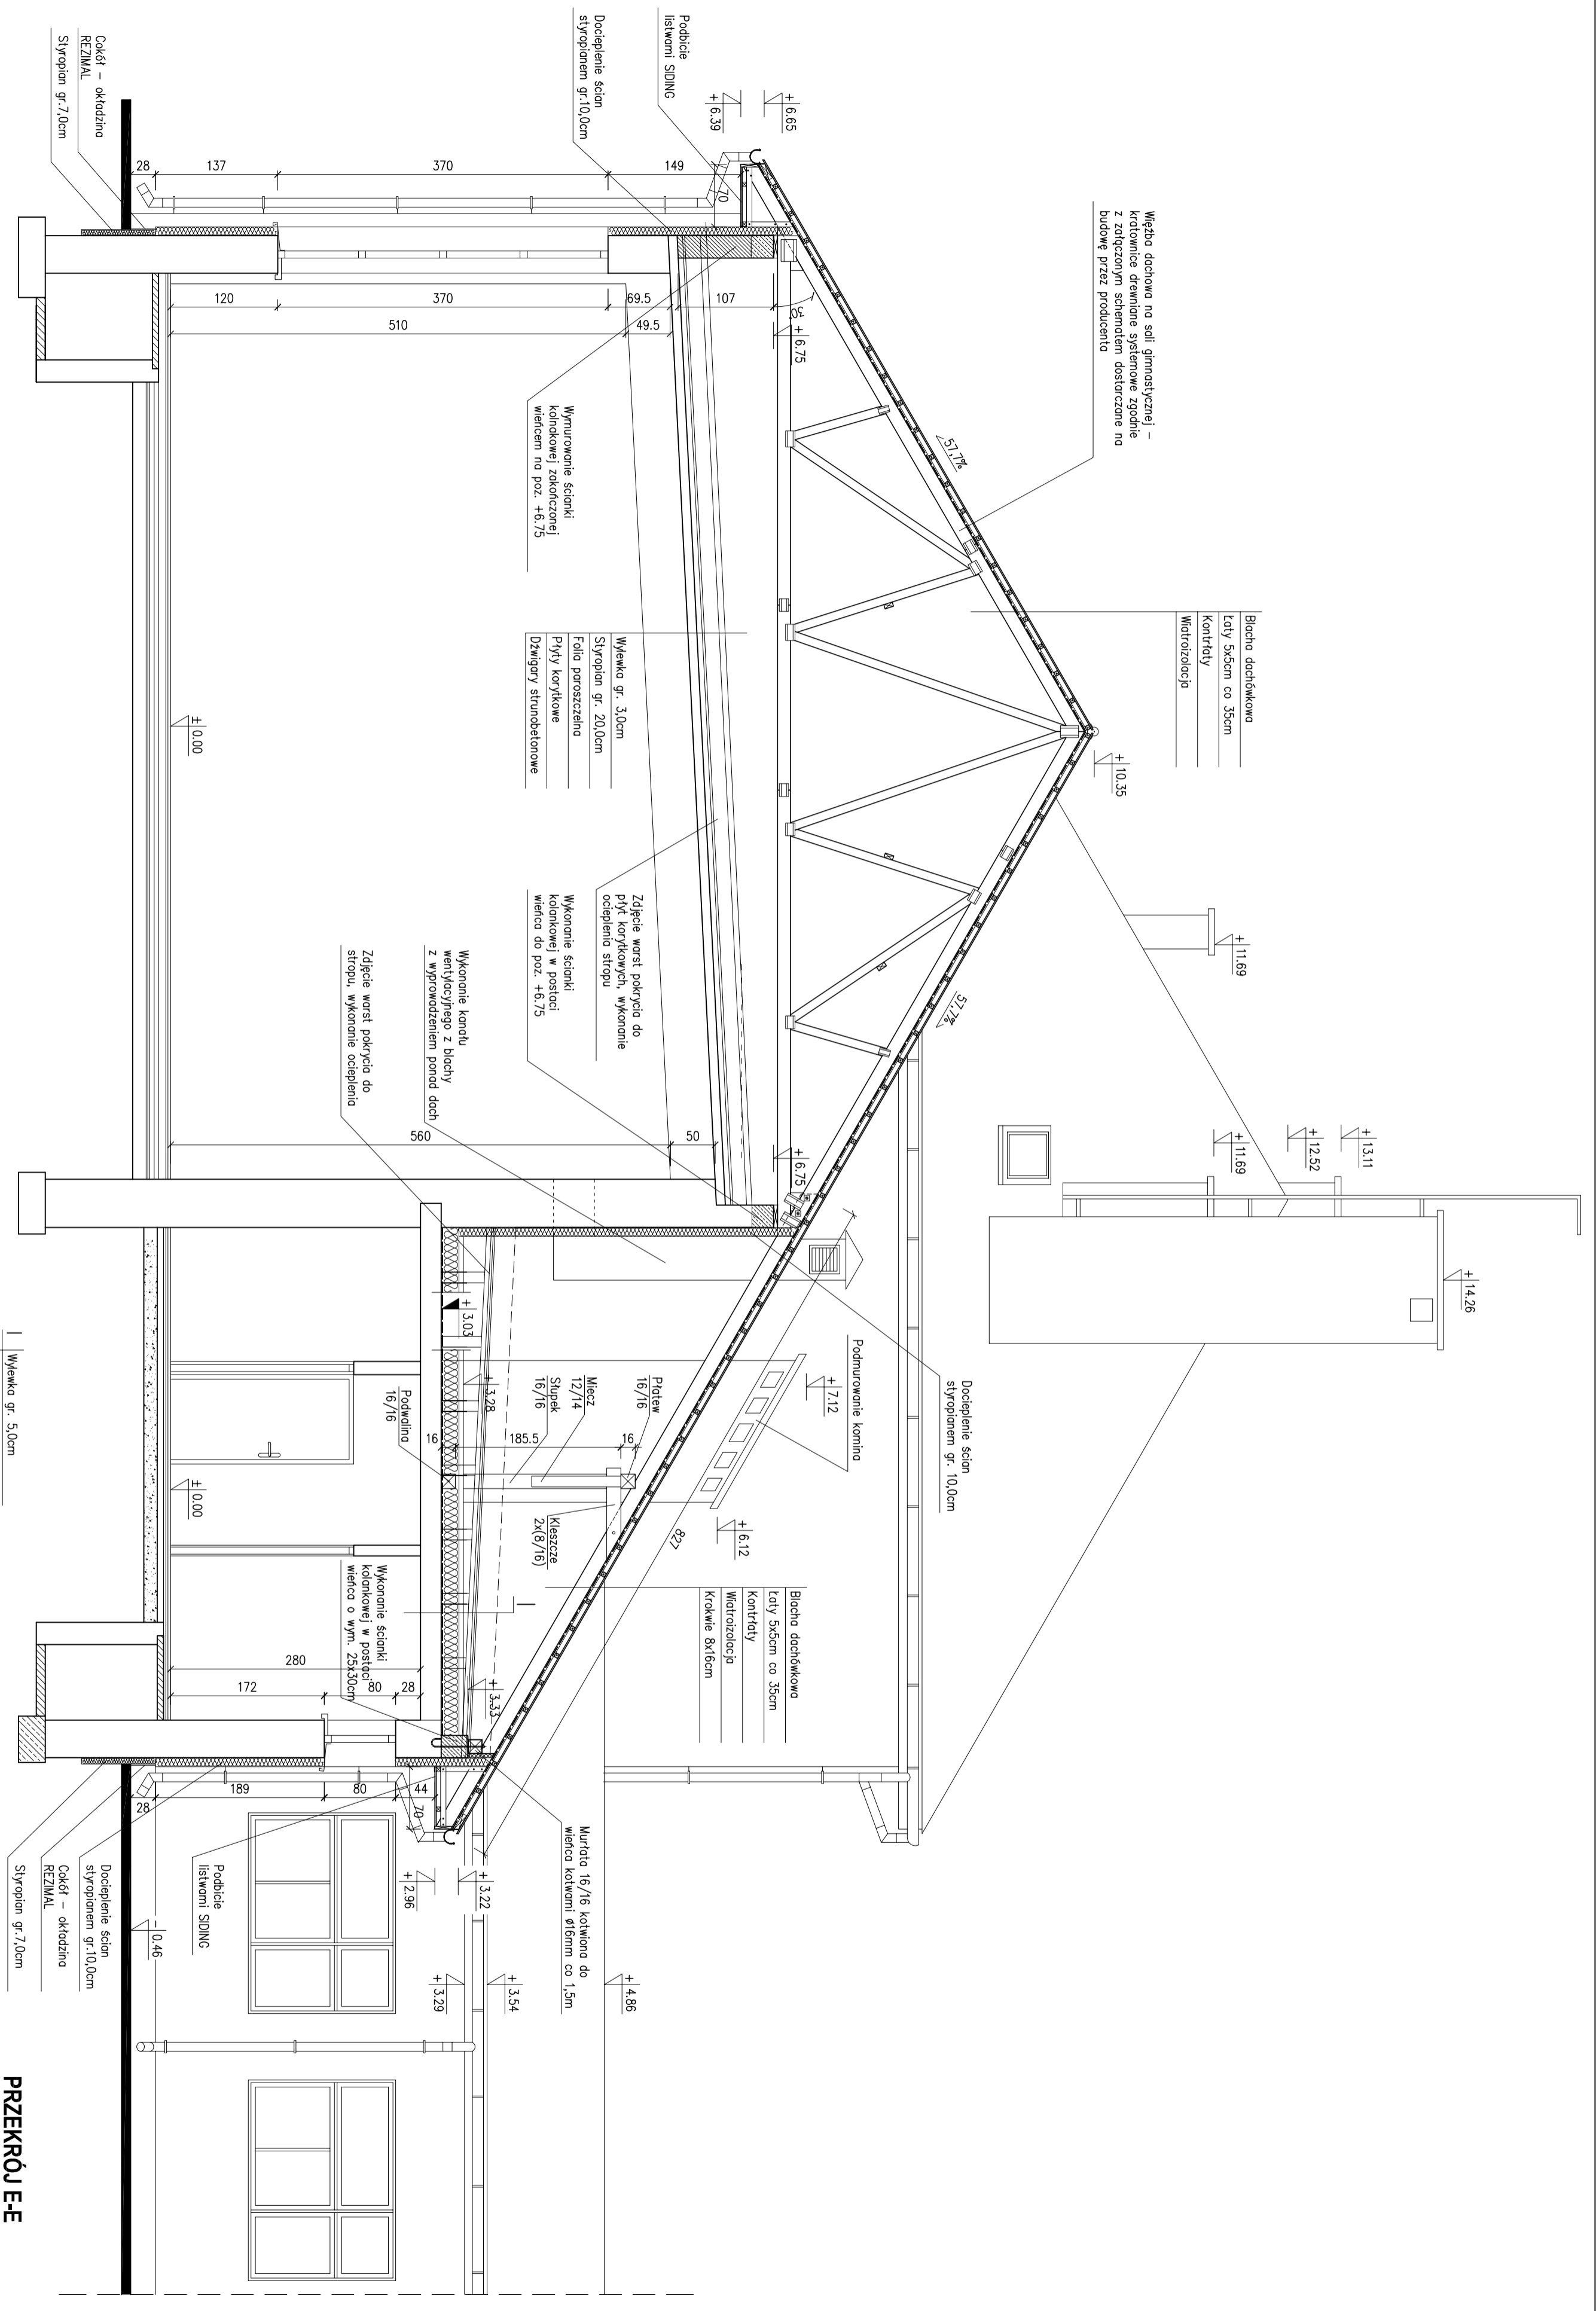 Więźba dachowa na sali gimnastycznej –
kratownice drewniane systemowe zgodnie
z załączonym schematem dostarczane na
budowę przez producenta
Blacha dachówkowa
Łaty 5x5cm co 35cm
Kontrłaty
Wiatroizolacja
+ 14.26
+ 13.11
+ 12.52
+ 11.69
+ 11.69
+ 10.35
57,7%
57,7%
Podbicie
listwami SIDING
Docieplenie ścian
styropianem gr.10,0cm
+ 6.65
+ 6.39
Cokół – okładzina
REZIMAL
Styropian gr.7,0cm
28
137
370
149
70
120
370
69.5
107
30°
510
49.5
+ 6.75
Wymurowanie ścianki
kolnakowej zakończonej
wieńcem na poz. +6.75
Wylewka gr. 3,0cm
Styropian gr. 20,0cm
Folia paroszczelna
Płyty korytkowe
Dźwigary strunobetonowe
± 0.00
Zdjęcie warst pokrycia do
płyt korytkowych, wykonanie
ocieplenia stropu
Wykonanie ścianki
kolankowej w postaci
wieńca do poz. +6.75
Wykonanie kanału
wentylacyjnego z blachy
z wyprowadzeniem ponad dach
Zdjęcie warst pokrycia do
stropu, wykonanie ocieplenia
560
50
+ 6.75
Docieplenie ścian
styropianem gr. 10,0cm
Podmurowanie komina
+ 7.12
+ 6.12
827
+ 3.03
+ 3.28
Płatew
16/16
Miecz
12/14
Słupek
16/16
Podwalina
16/16
16
185.5
16
Kleszcze
2x(8/16)
± 0.00
Blacha dachówkowa
Łaty 5x5cm co 35cm
Kontrłaty
Wiatroizolacja
Krokwie 8x16cm
I
Wykonanie ścianki
kolankowej w postaci
wieńca o wym. 25x30cm
+ 3.33
280
172
80
28
28
189
80
44
70
Murłata 16/16 kotwiona do
wieńca kotwami ø16mm co 1,5m
+ 3.22
+ 2.96
+ 4.86
+ 3.54
+ 3.29
Podbicie
listwami SIDING
– 0.46
Docieplenie ścian
styropianem gr.10,0cm
Cokół – okładzina
REZIMAL
Styropian gr.7,0cm
I
Wylewka gr. 5,0cm
PRZEKRÓJ E-E